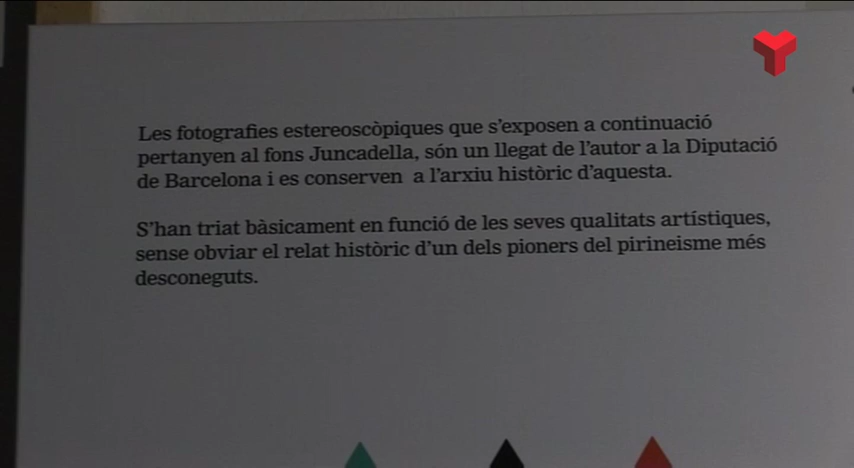 Les fotografies estereoscòpiques que s'exposen a continuació
pertanyen al fons Juncadella, són un llegat de l'autor a la Diputació
de Barcelona i es conserven a l'arxiu històric d'aquesta.
S'han triat bàsicament en funció de les seves qualitats artístiques,
sense obviar el relat històric d'un dels pioners del pirineisme més
desconeguts.